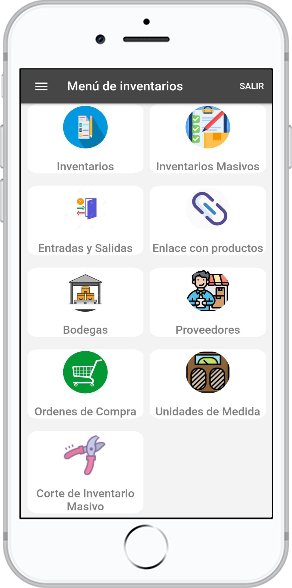 Menú de inventarios SALIR
Inventarios Inventarios Masivos
Entradas y Salidas Enlace con productos
Bodegas Proveedores
Ordenes de Compra Unidades de Medida
Corte de Inventario
Masivo